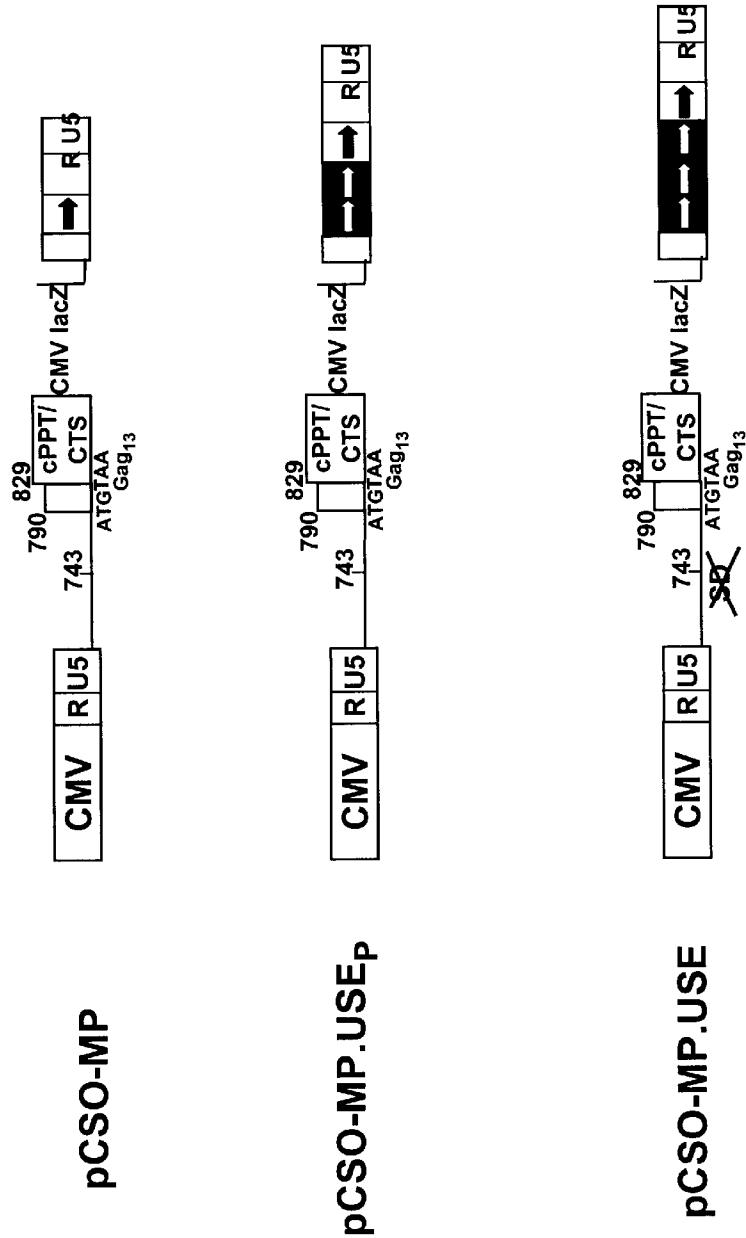 pCSO-MP
CMV R U5 743 790 829 cPPT/ CTS CMV lacZ R U5
ATGTAA
Gag13
pCSO-MP.USEP
CMV R U5 743 790 829 cPPT/ CTS CMV lacZ R U5
ATGTAA
Gag13
pCSO-MP.USE
CMV R U5 743 790 829 cPPT/ CTS CMV lacZ R U5
SD ATGTAA
Gag13